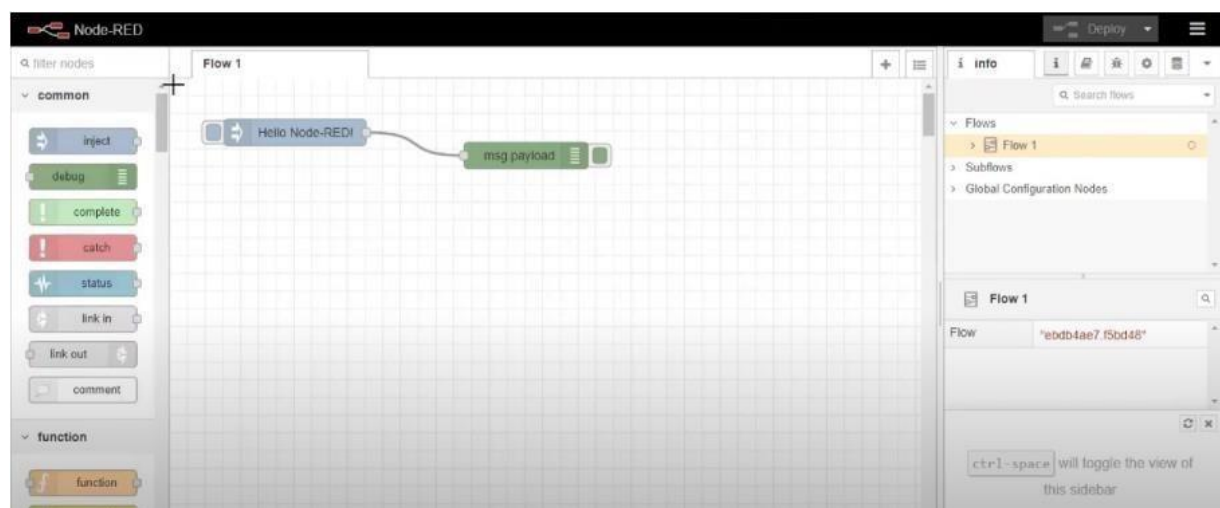 Node-RED
Deploy
filter nodes
Flow 1
i info
i
Search flows
common
Flows
inject
Hello Node-RED!
Flow 1
debug
msg.payload
Subflows
Global Configuration Nodes
complete
catch
status
Flow 1
link in
Flow
"ebdb4ae7.f5bd48"
link out
comment
function
ctrl-space will toggle the view of
this sidebar
function